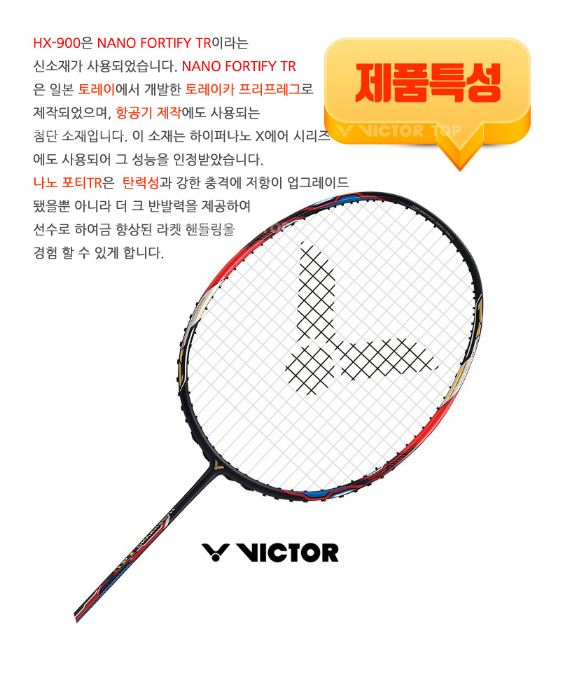 HX-900은 NANO FORTIFY TR이라는
신소재가 사용되었습니다. NANO FORTIFY TR
은 일본 토레이에서 개발한 토레이카 프리프레그로
제작되었으며, 항공기 제작에도 사용되는
첨단 소재입니다. 이 소재는 하이퍼나노 X에어 시리즈
에도 사용되어 그 성능을 인정받았습니다.
나노 포티TR은 탄력성과 강한 충격에 저항이 업그레이드
됐을뿐 아니라 더 크 반발력을 제공하여
선수로 하여금 향상된 라켓 핸들링을
경험 할 수 있게 합니다.
제품특성
VICTOR TOP
VICTOR